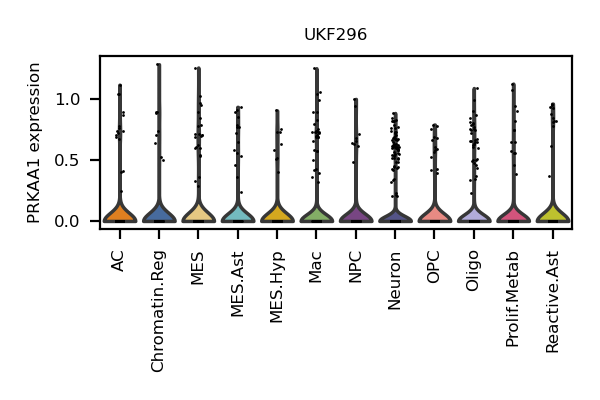 UKF296
PRKAA1 expression
1.0
0.5
0.0
AC
Chromatin.Reg
MES
MES.Ast
MES.Hyp
Mac
NPC
Neuron
OPC
Oligo
Prolif.Metab
Reactive.Ast